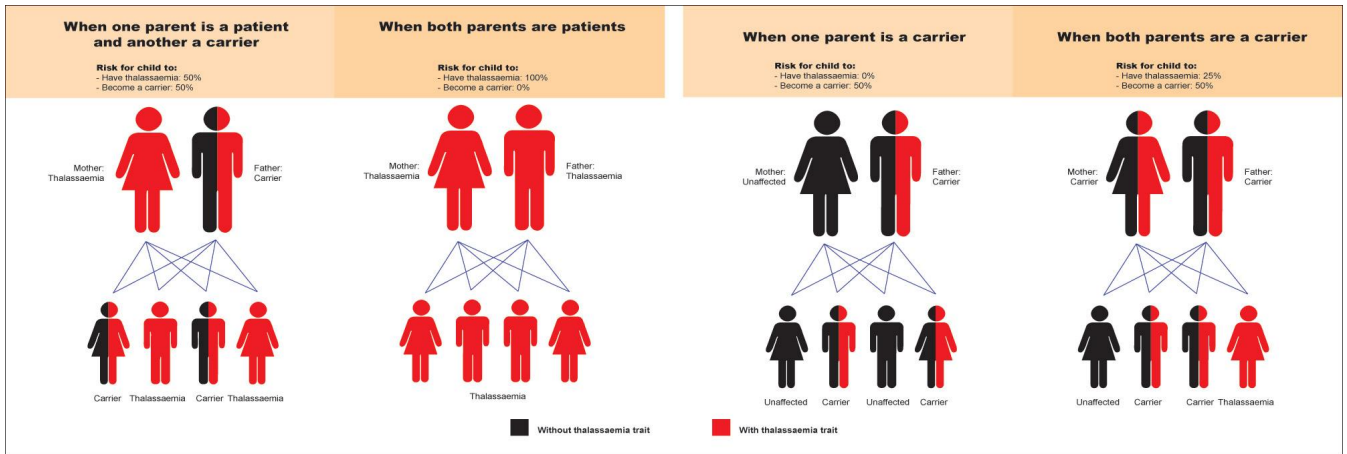 When one parent is a patient
and another a carrier
Risk for child to:
- Have thalassaemia: 50%
- Become a carrier: 50%
Mother:
Thalassaemia
Father:
Carrier
Carrier Thalassaemia Carrier Thalassaemia
When both parents are patients
Risk for child to:
- Have thalassaemia: 100%
- Become a carrier: 0%
Mother:
Thalassaemia
Father:
Thalassaemia
Thalassaemia
When one parent is a carrier
Risk for child to:
- Have thalassaemia: 0%
- Become a carrier: 50%
Mother:
Unaffected
Father:
Carrier
Unaffected Carrier Unaffected Carrier
When both parents are a carrier
Risk for child to:
- Have thalassaemia: 25%
- Become a carrier: 50%
Mother:
Carrier
Father:
Carrier
Unaffected Carrier Carrier Thalassaemia
Without thalassaemia trait
With thalassaemia trait